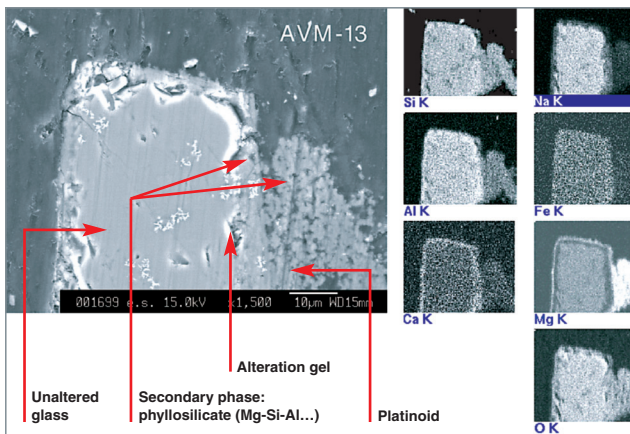 AVM-13
Si K
Na K
Al K
Fe K
Ca K
Mg K
O K
001699 e.s. 15.0kV x1,500 10µm WD15mm
Alteration gel
Unaltered
glass
Secondary phase:
phyllosilicate (Mg-Si-Al...)
Platinoid